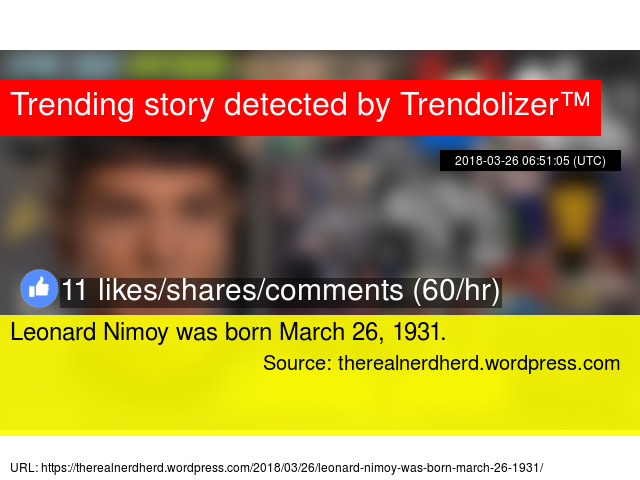 Trending story detected by Trendolizer™
2018-03-26 06:51:05 (UTC)
11 likes/shares/comments (60/hr)
Leonard Nimoy was born March 26, 1931.
Source: therealnerdherd.wordpress.com
URL: https://therealnerdherd.wordpress.com/2018/03/26/leonard-nimoy-was-born-march-26-1931/